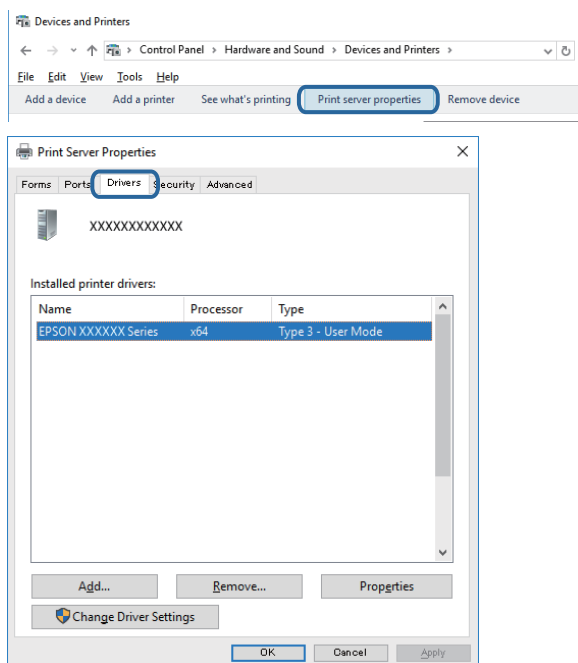 Devices and Printers
Control Panel > Hardware and Sound > Devices and Printers >
File Edit View Tools Help
Add a device Add a printer See what's printing Print server properties Remove device
Print Server Properties
Forms Ports Drivers Security Advanced
XXXXXXXXXXXX
Installed printer drivers:
Name Processor Type
EPSON XXXXXX Series x64 Type 3 - User Mode
Add... Remove... Properties
Change Driver Settings
OK Cancel Apply